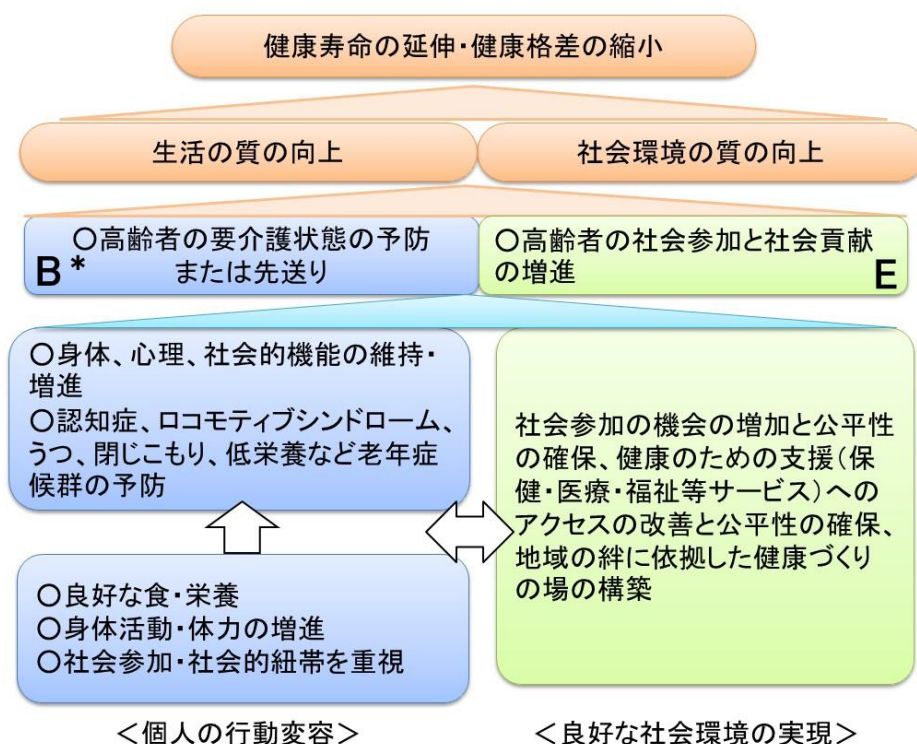 健康寿命の延伸・健康格差の縮小
生活の質の向上
社会環境の質の向上
〇高齢者の要介護状態の予防
または先送り
B*
〇高齢者の社会参加と社会貢献
の増進
E
〇身体、心理、社会的機能の維持・
増進
〇認知症、ロコモティブシンドローム、
うつ、閉じこもり、低栄養など老年症
候群の予防
社会参加の機会の増加と公平性
の確保、健康のための支援(保
健・医療・福祉等サービス)への
アクセスの改善と公平性の確保、
地域の絆に依拠した健康づくり
の場の構築
〇良好な食・栄養
〇身体活動・体力の増進
〇社会参加・社会的紐帯を重視
<個人の行動変容>
<良好な社会環境の実現>